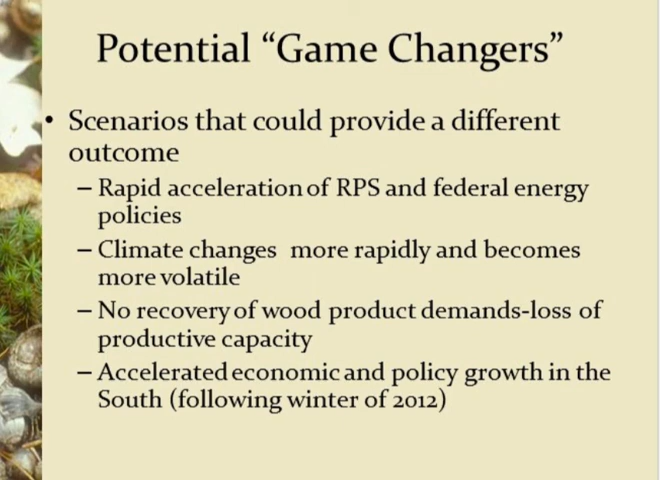 Potential “Game Changers”
• Scenarios that could provide a different
outcome
– Rapid acceleration of RPS and federal energy
policies
– Climate changes more rapidly and becomes
more volatile
– No recovery of wood product demands-loss of
productive capacity
– Accelerated economic and policy growth in the
South (following winter of 2012)